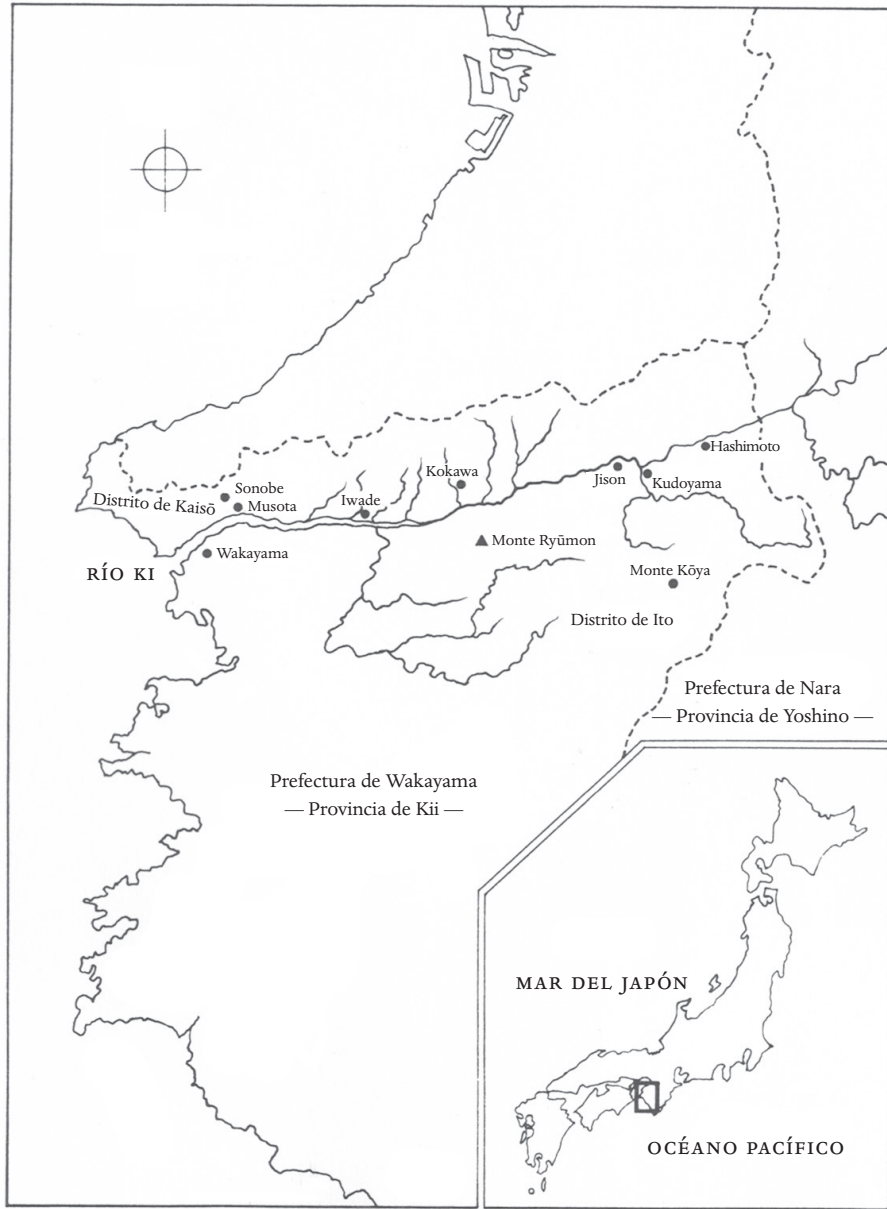 Hashimoto
Kokawa
Jison
Kudoyama
Sonobe
Distrito de Kaisō
Musota
Iwade
Monte Ryūmon
Wakayama
RÍO KI
Monte Kōya
Distrito de Ito
Prefectura de Nara
— Provincia de Yoshino —
Prefectura de Wakayama
— Provincia de Kii —
MAR DEL JAPÓN
OCÉANO PACÍFICO